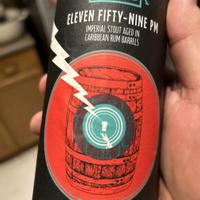 ELEVEN FIFTY-NINE PM
IMPERIAL STOUT AGED IN
CARIBBEAN RUM BARRELS